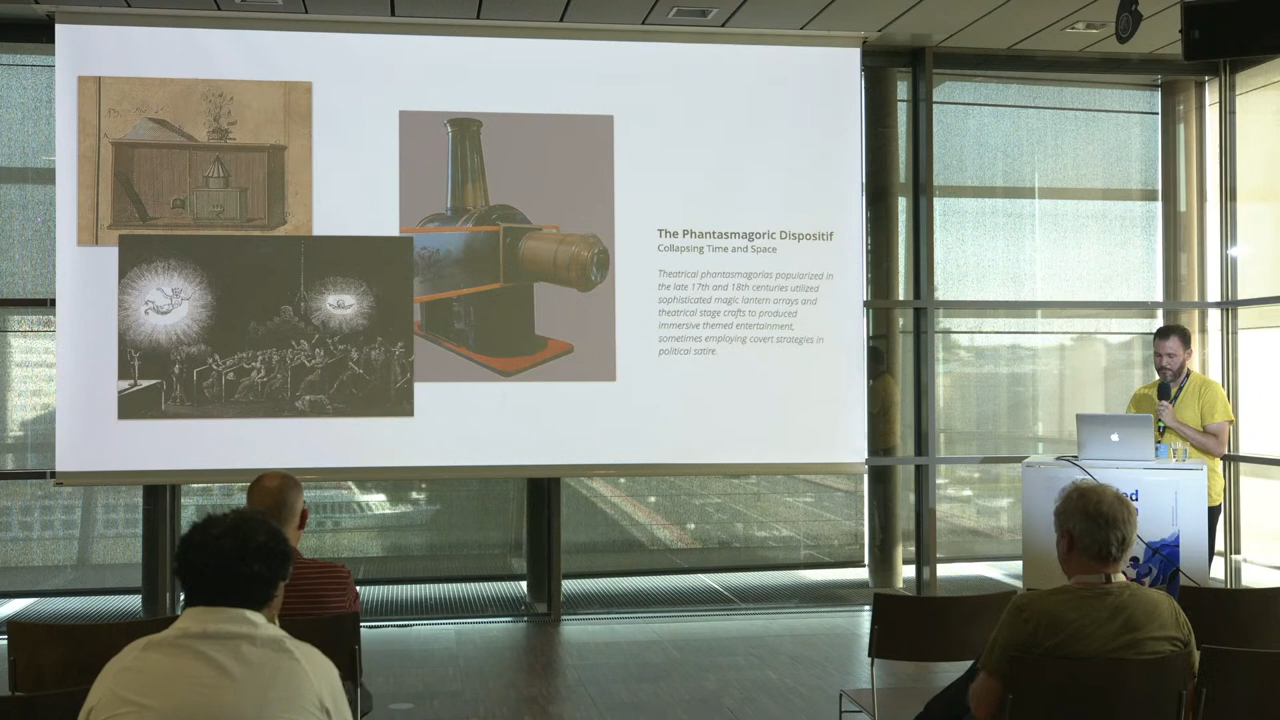 The Phantasmagoric Dispositif
Collapsing Time and Space
Theatrical phantasmagorias popularized in
the late 17th and 18th centuries utilized
sophisticated magic lantern arrays and
theatrical stage crafts to produced
immersive themed entertainment,
sometimes employing covert strategies in
political satire.
ed